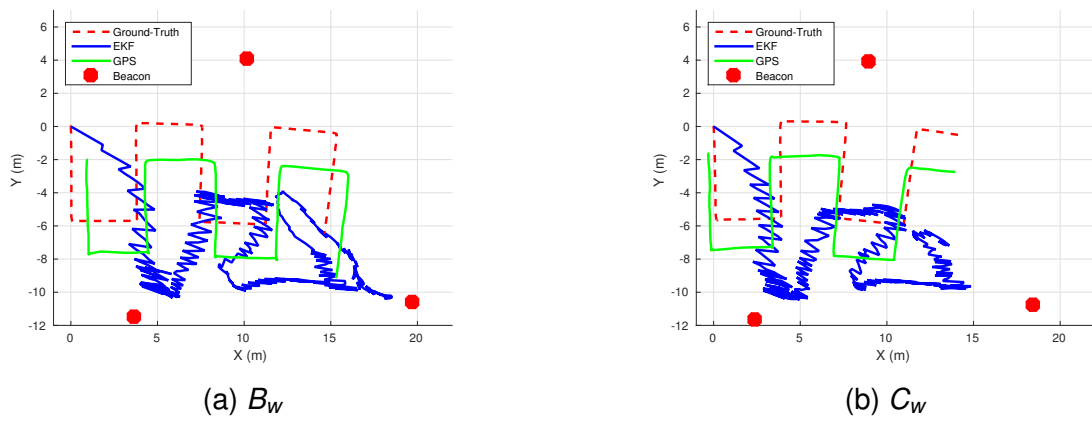 6
4
2
0
-2
-4
-6
-8
-10
-12
Y (m)
0 5 10 15 20
X (m)
Ground-Truth
EKF
GPS
Beacon
(a) B_w
6
4
2
0
-2
-4
-6
-8
-10
-12
Y (m)
0 5 10 15 20
X (m)
Ground-Truth
EKF
GPS
Beacon
(b) C_w